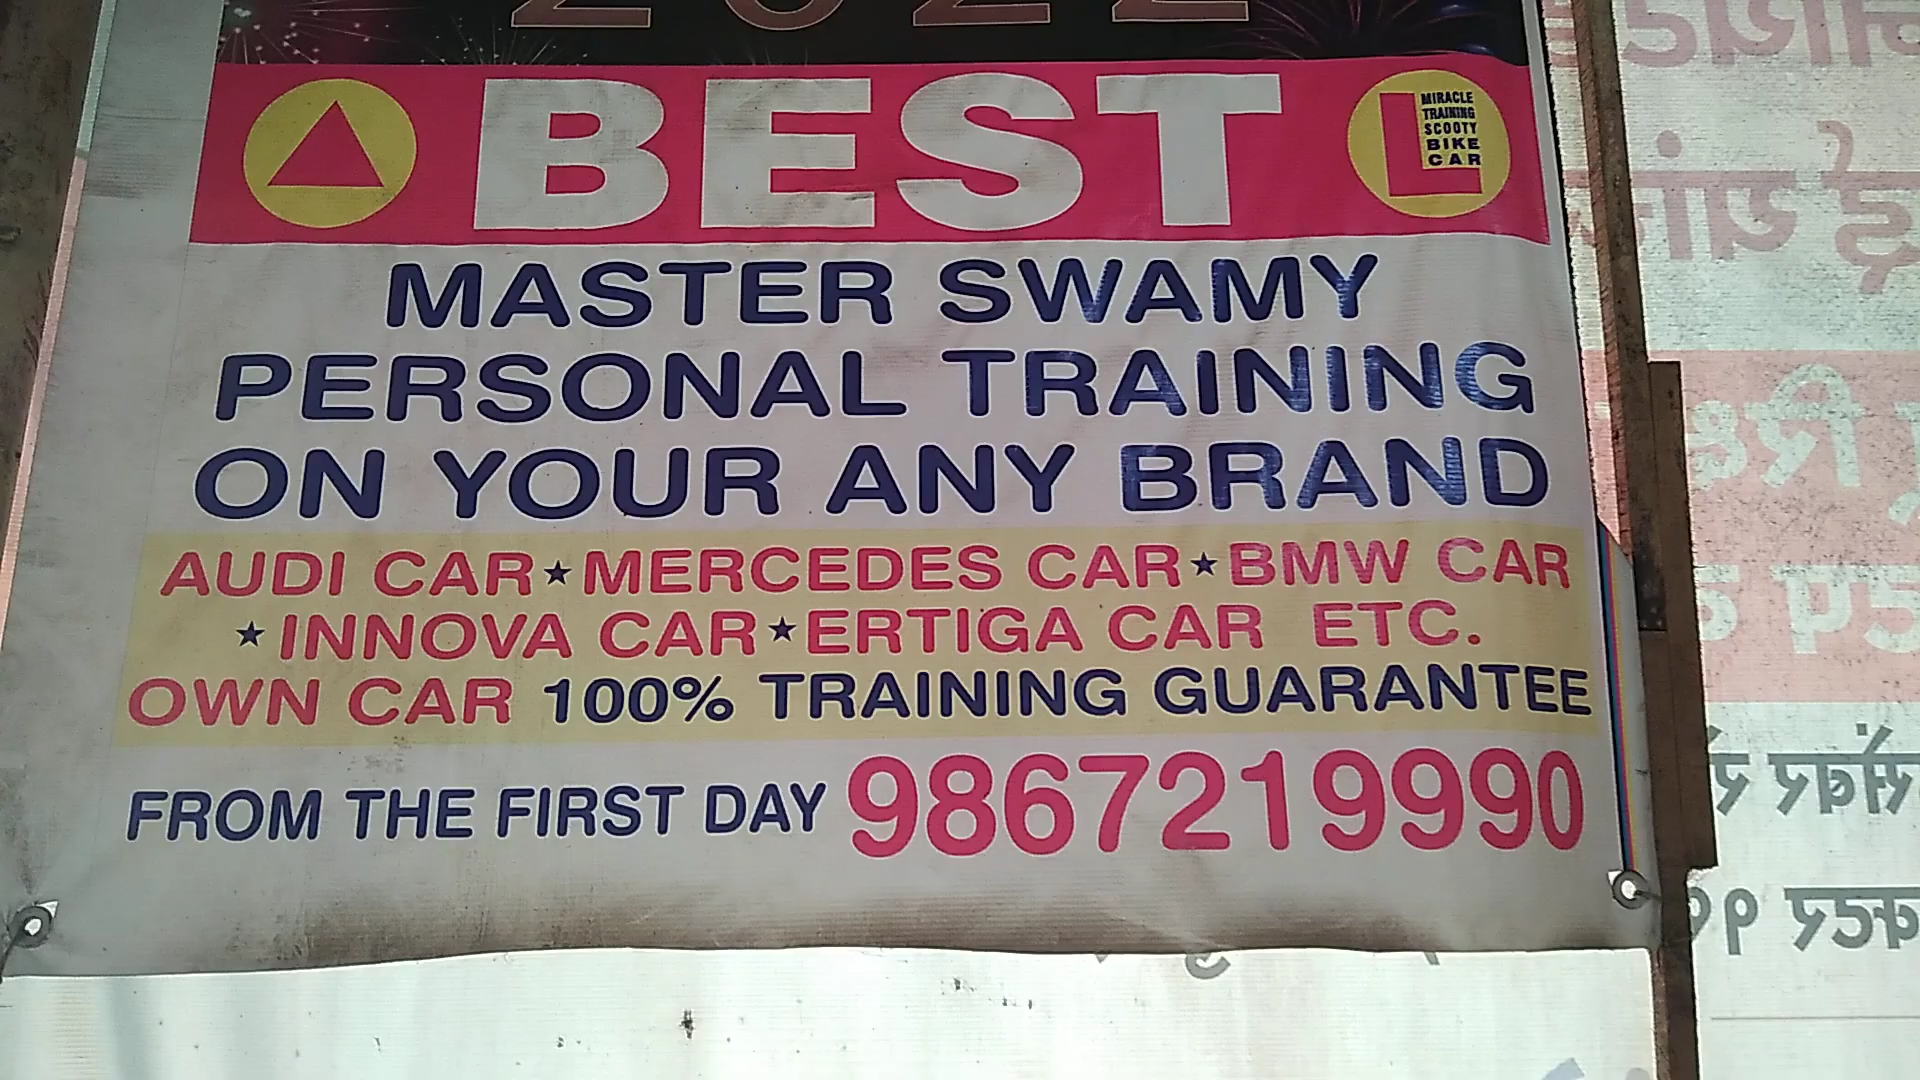 2022
BEST
L
MIRACLE
TRAINING
SCOOTY
BIKE
CAR
MASTER SWAMY
PERSONAL TRAINING
ON YOUR ANY BRAND
AUDI CAR★MERCEDES CAR★BMW CAR
★INNOVA CAR★ERTIGA CAR ETC.
OWN CAR 100% TRAINING GUARANTEE
FROM THE FIRST DAY 9867219990